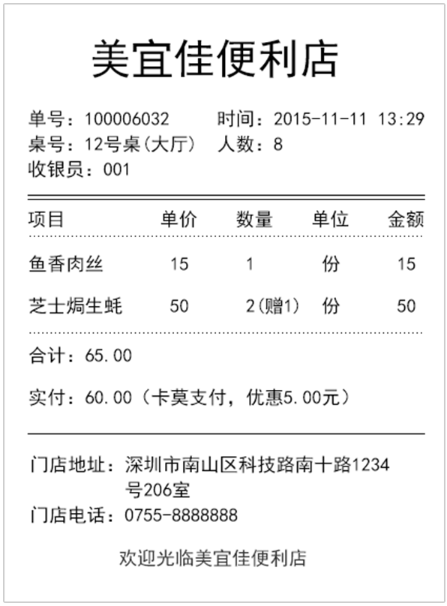 美宜佳便利店
单号：100006032 时间：2015-11-11 13:29
桌号：12号桌(大厅) 人数：8
收银员：001
项目 单价 数量 单位 金额
鱼香肉丝 15 1 份 15
芝士焗生蚝 50 2(赠1) 份 50
合计：65.00
实付：60.00（卡莫支付，优惠5.00元）
门店地址：深圳市南山区科技路南十路1234
号206室
门店电话：0755-8888888
欢迎光临美宜佳便利店